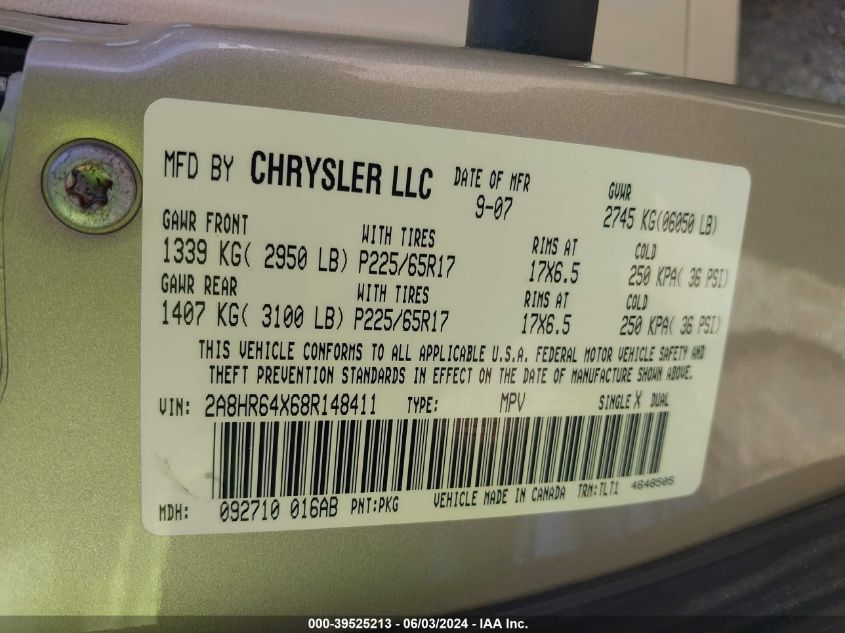 MFD BY CHRYSLER LLC DATE OF MFR GVWR
9-07 2745 KG(06050 LB)
GAWR FRONT WITH TIRES RIMS AT COLD
1339 KG( 2950 LB) P225/65R17 17X6.5 250 KPA( 36 PSI)
GAWR REAR WITH TIRES RIMS AT COLD
1407 KG( 3100 LB) P225/65R17 17X6.5 250 KPA( 36 PSI)
THIS VEHICLE CONFORMS TO ALL APPLICABLE U.S.A. FEDERAL MOTOR VEHICLE SAFETY AND
THEFT PREVENTION STANDARDS IN EFFECT ON THE DATE OF MANUFACTURE SHOWN ABOVE.
VIN: 2A8HR64X68R148411 TYPE: MPV SINGLE X DUAL
MDH: 092710 016AB PNT:PKG VEHICLE MADE IN CANADA TRM:TLT1 4648505
000-39525213 - 06/03/2024 - IAA Inc.